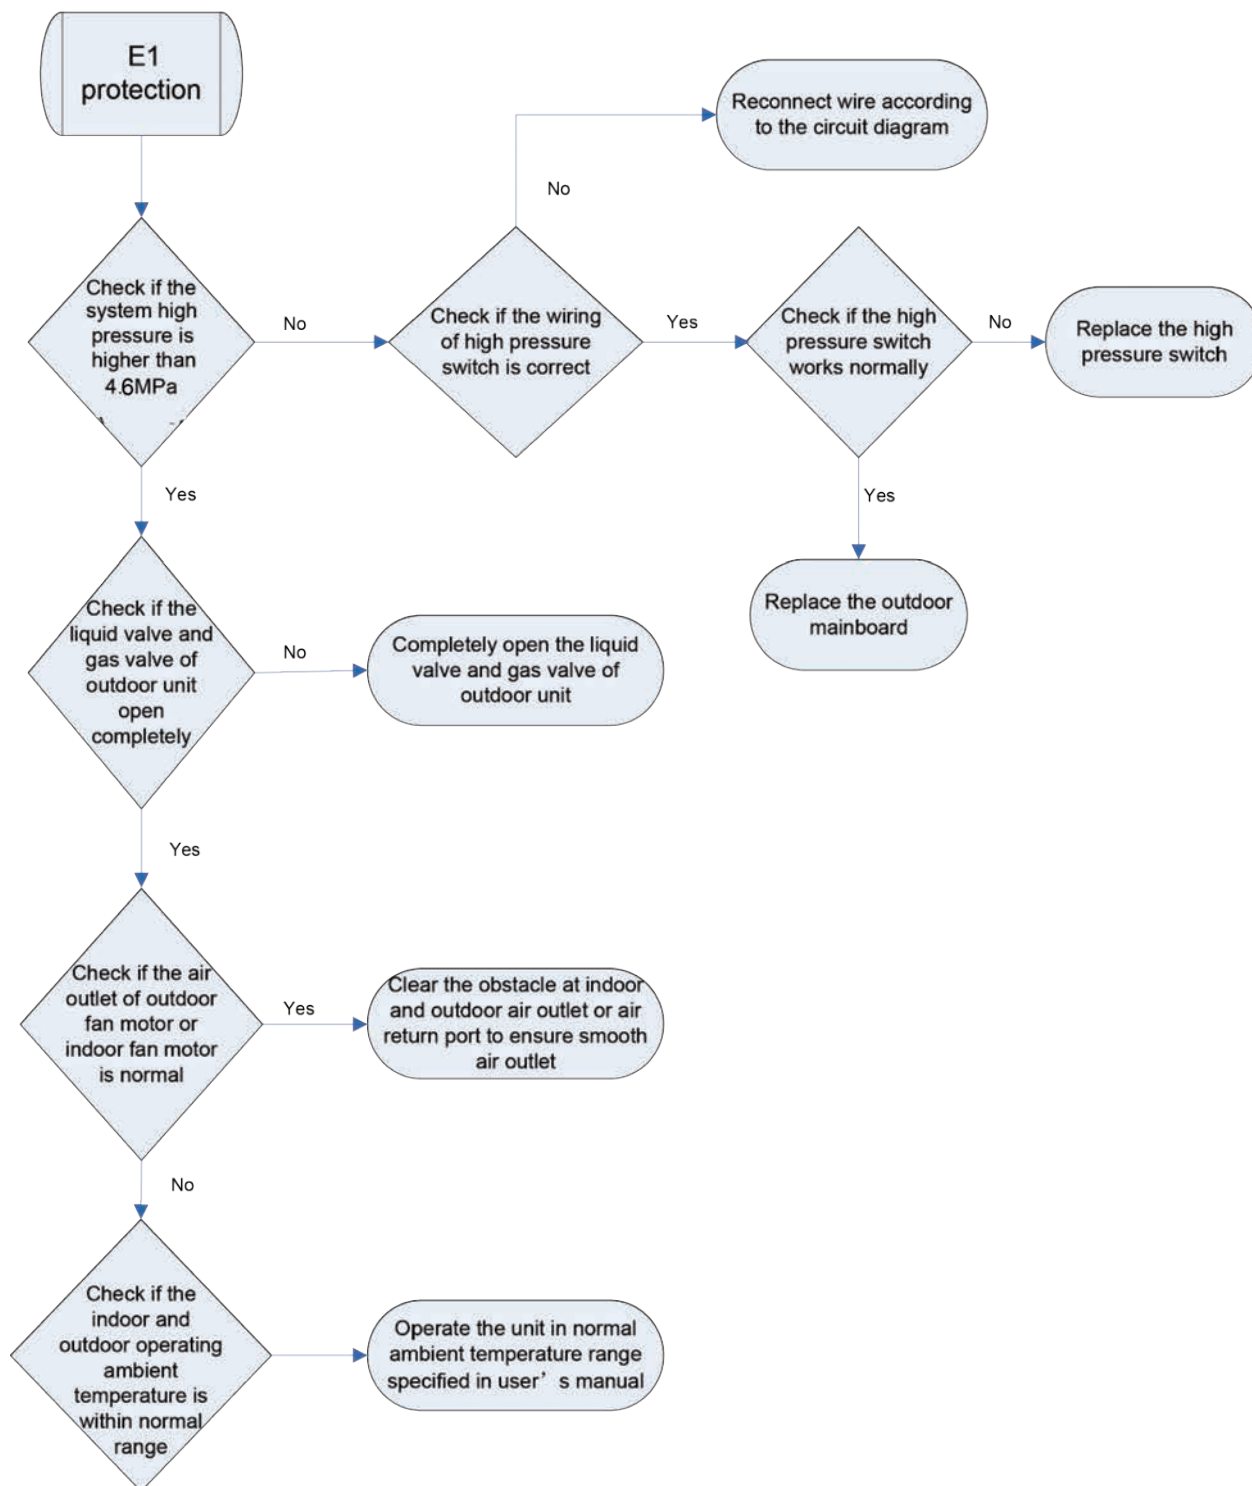 E1
protection
Reconnect wire according
to the circuit diagram
No
Check if the
system high
pressure is
higher than
4.6MPa
No
Check if the wiring
of high pressure
switch is correct
Yes
Check if the high
pressure switch
works normally
No
Replace the high
pressure switch
Yes
Yes
Replace the outdoor
mainboard
Check if the
liquid valve and
gas valve of
outdoor unit
open
completely
No
Completely open the liquid
valve and gas valve of
outdoor unit
Yes
Check if the air
outlet of outdoor
fan motor or
indoor fan motor
is normal
Yes
Clear the obstacle at indoor
and outdoor air outlet or air
return port to ensure smooth
air outlet
No
Check if the
indoor and
outdoor operating
ambient
temperature is
within normal
range
Operate the unit in normal
ambient temperature range
specified in user’s manual